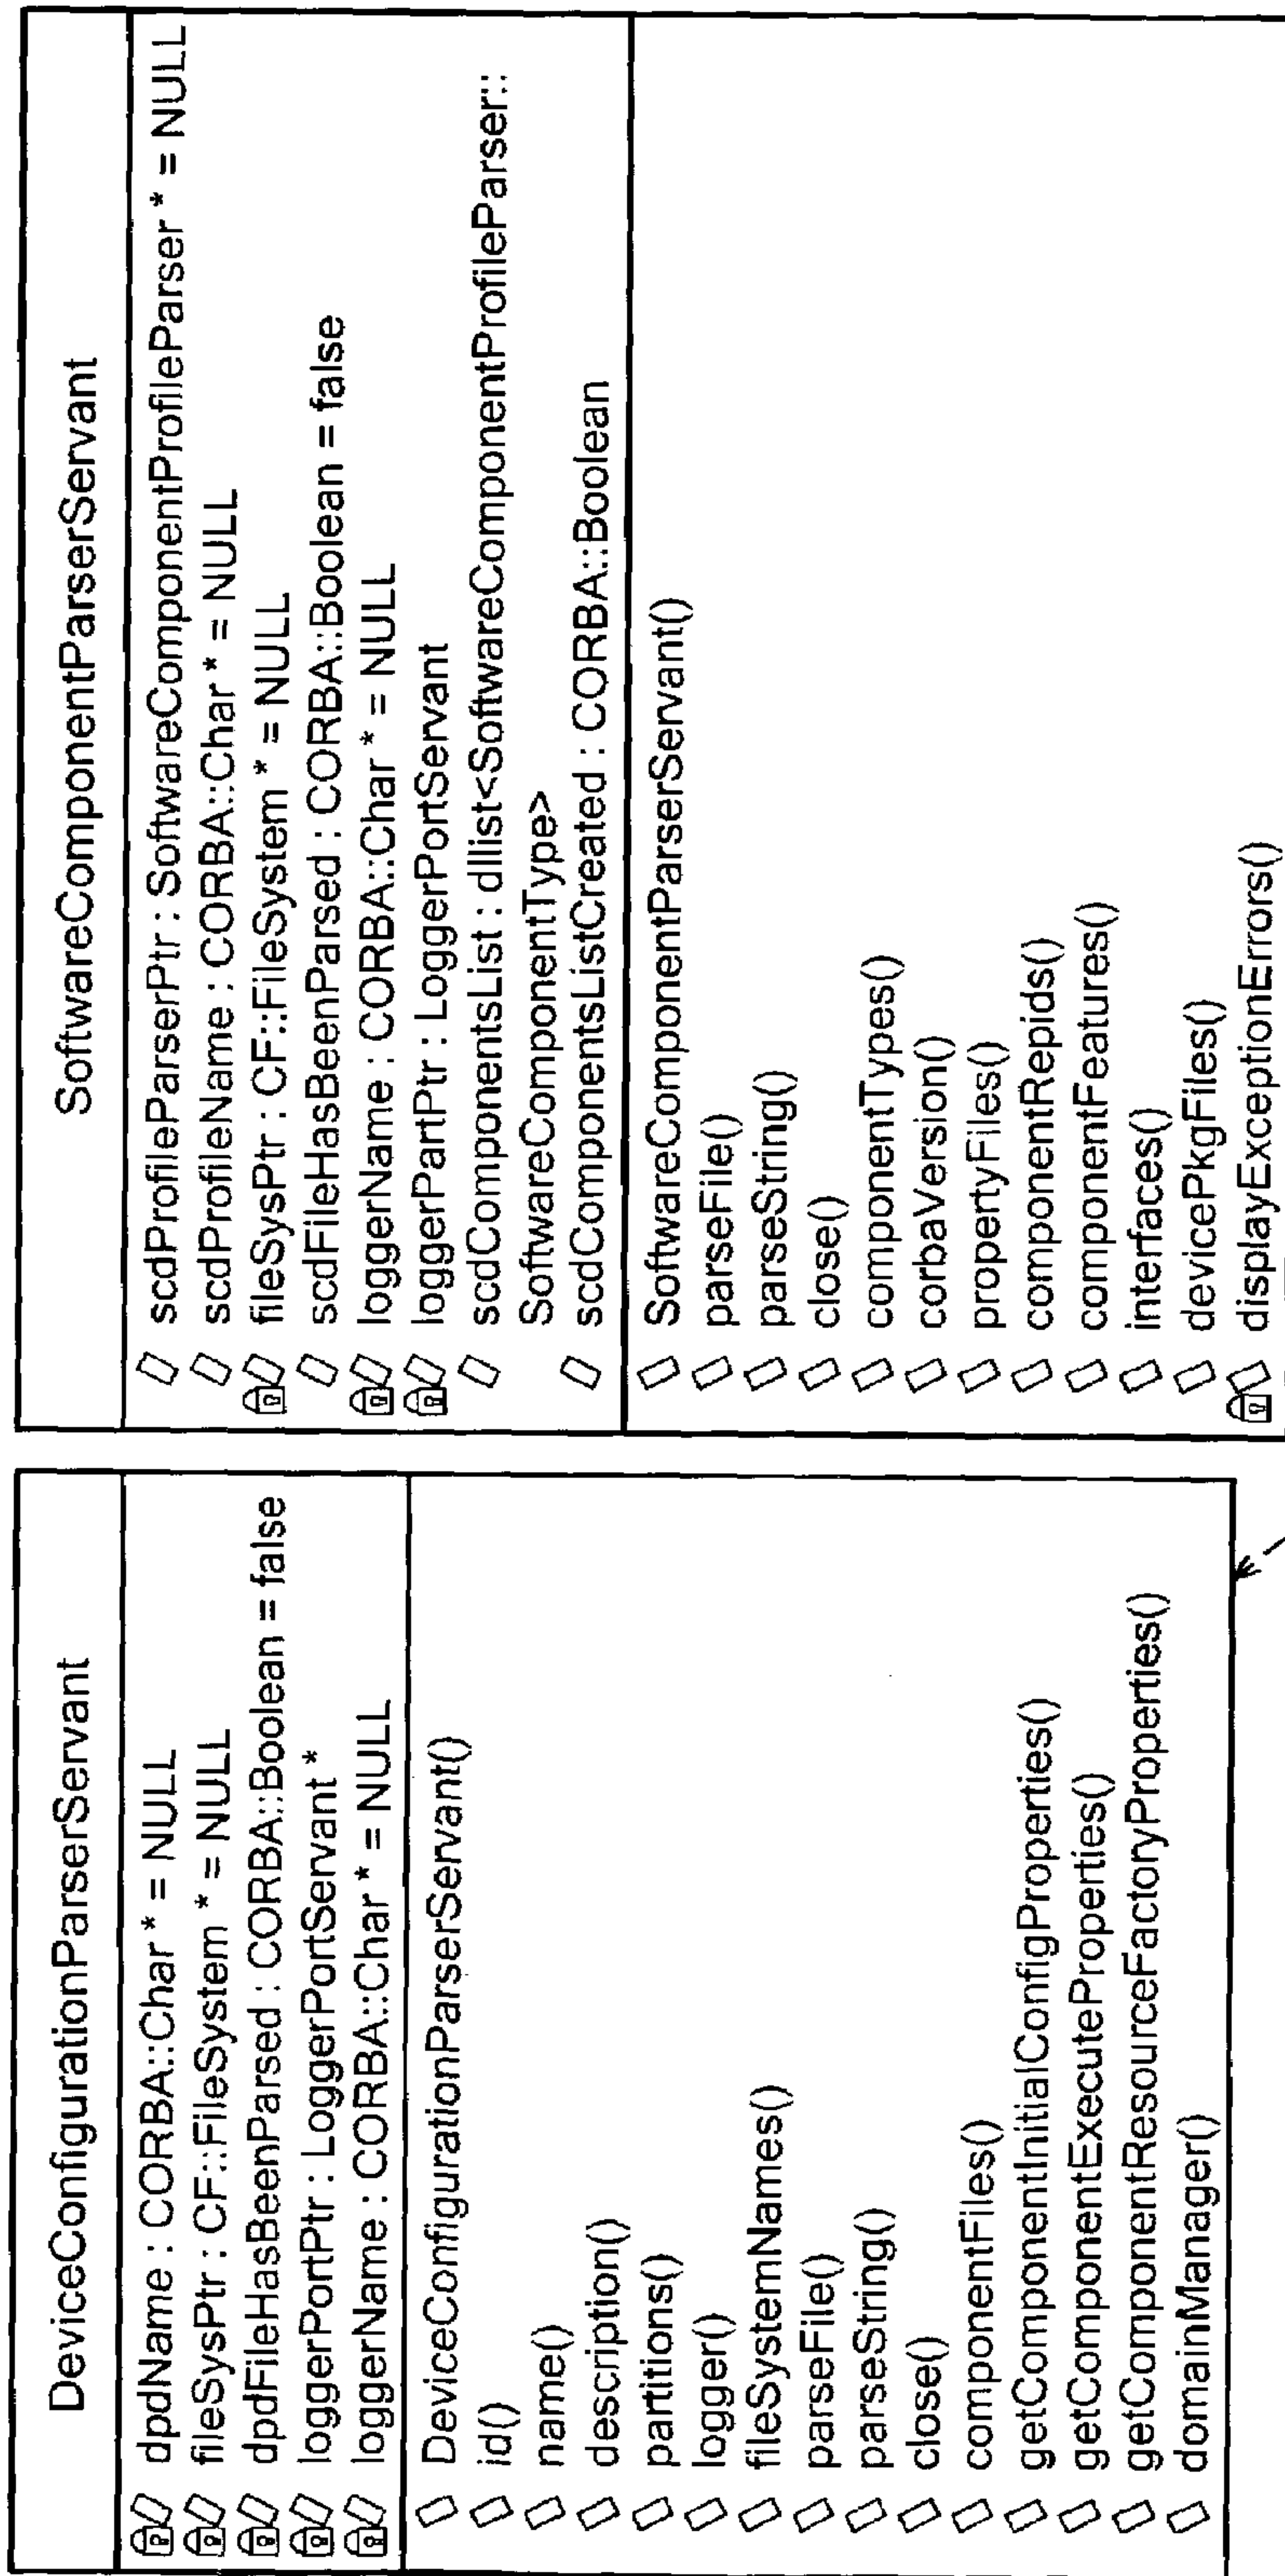 DeviceConfigurationParserServant
dpdName : CORBA::Char * = NULL
fileSysPtr : CF::FileSystem * = NULL
dpdFileHasBeenParsed : CORBA::Boolean = false
loggerPortPtr : LoggerPortServant *
loggerName : CORBA::Char * = NULL
DeviceConfigurationParserServant()
id()
name()
description()
partitions()
logger()
fileSystemNames()
parseFile()
parseString()
close()
componentFiles()
getComponentInitialConfigProperties()
getComponentExecuteProperties()
getComponentResourceFactoryProperties()
domainManager()
SoftwareComponentParserServant
scdProfileParserPtr : SoftwareComponentProfileParser * = NULL
scdProfileName : CORBA::Char * = NULL
fileSysPtr : CF::FileSystem * = NULL
scdFileHasBeenParsed : CORBA::Boolean = false
loggerName : CORBA::Char * = NULL
loggerPartPtr : LoggerPortServant
scdComponentsList : dllist<SoftwareComponentProfileParser::
SoftwareComponentType>
scdComponentsListCreated : CORBA::Boolean
SoftwareComponentParserServant()
parseFile()
parseString()
close()
componentTypes()
corbaVersion()
propertyFiles()
componentRepids()
componentFeatures()
interfaces()
devicePkgFiles()
displayExceptionErrors()